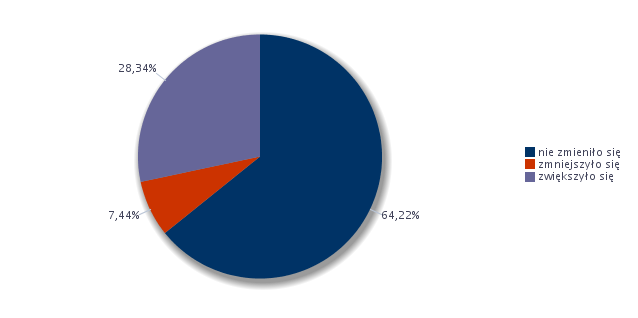 28,34%
nie zmieniło się
zmniejszyło się
zwiększyło się
7,44%
64,22%